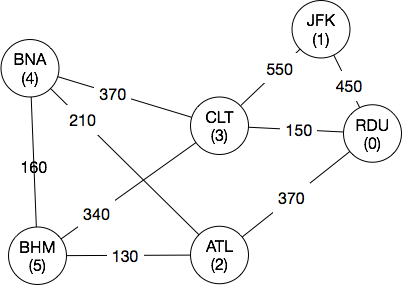 JFK
(1)
550
BNA
(4)
450
370
CLT
(3)
210
150
RDU
(0)
160
370
340
BHM
(5)
130
ATL
(2)